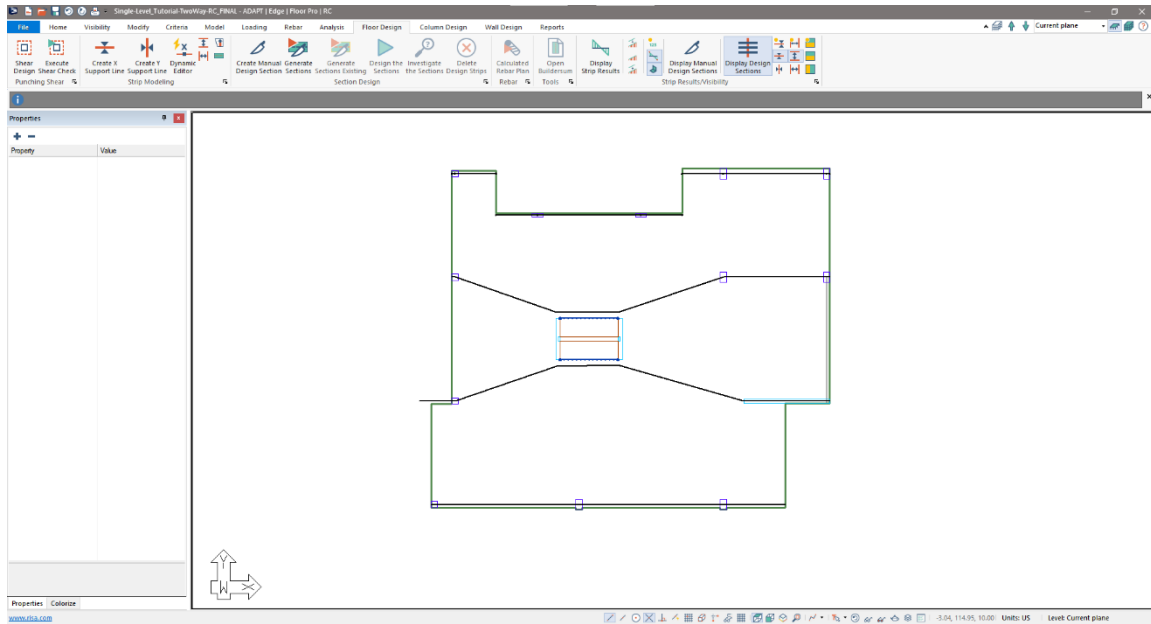 Single-Level_Tutorial-TwoWay-RC_FINAL - ADAPT | Edge | Floor Pro | RC
File Home Visibility Modify Criteria Model Loading Rebar Analysis Floor Design Column Design Wall Design Reports Current plane
Shear Design Execute Shear Check Create X Support Line Create Y Support Line Dynamic Editor Create Manual Design Section Generate Sections Generate Sections Existing Design the Sections Investigate the Sections Delete Design Strips Calculated Rebar Plan Open Buildersum Display Strip Results Display Manual Design Sections Display Design Sections
Punching Shear Strip Modeling Section Design Rebar Tools Strip Results/Visibility
Properties
Property Value
Y
W X
Properties Colorize
www.risa.com -3.04, 114.95, 10.00 Units: US Level: Current plane